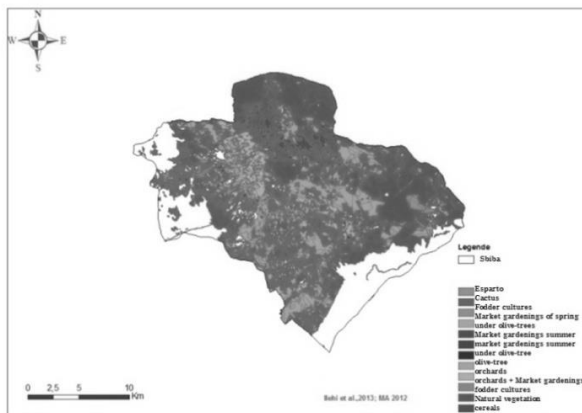 N
W E
S
Legende
Sbiba
Esparto
Cactus
Fodder cultures
Market gardenings of spring
under olive-trees
Market gardenings summer
market gardenings summer
under olive-tree
olive-tree
orchards
orchards + Market gardenings
fodder cultures
Natural vegetation
cereals
0 2.5 5 10
Km
et al.,2013; MA 2012